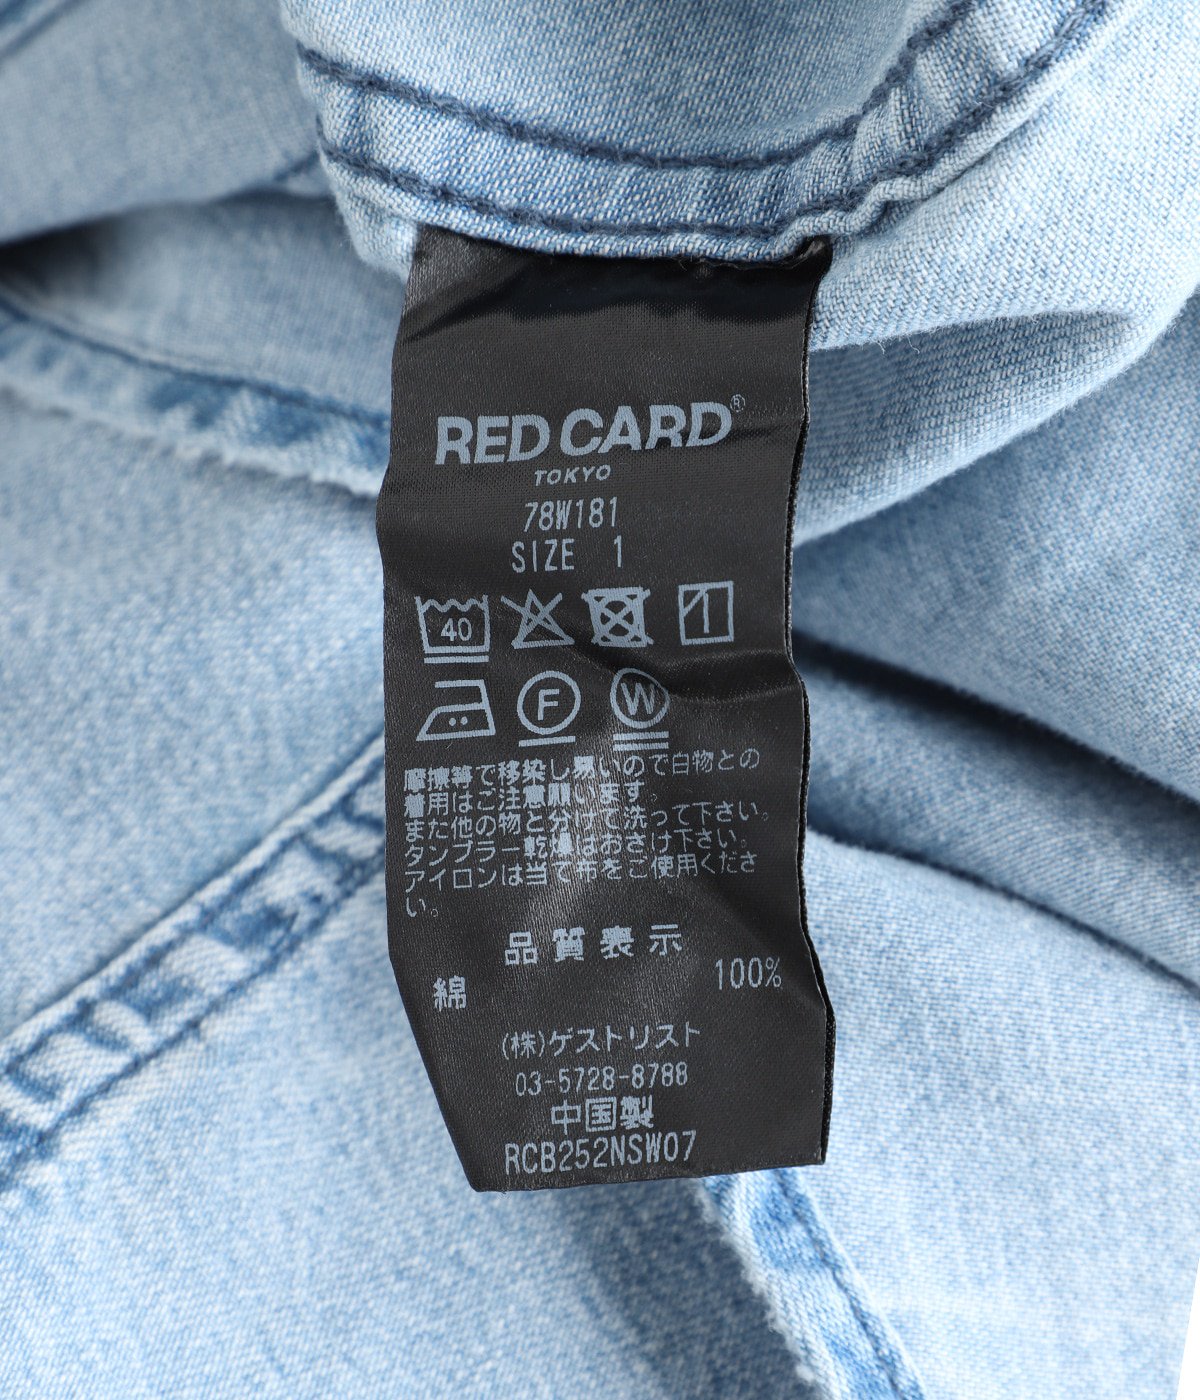 RED CARD®
TOKYO
78W181
SIZE 1
40
F W
摩擦等で移染し易いので白物との
着用はご注意願います。
また他の物と分けて洗って下さい。
タンブラー乾燥はおさけ下さい。
アイロンは当て布をご使用くださ
い。
品質表示
綿 100%
(株)ゲストリスト
03-5728-8788
中国製
RCB252NSW07